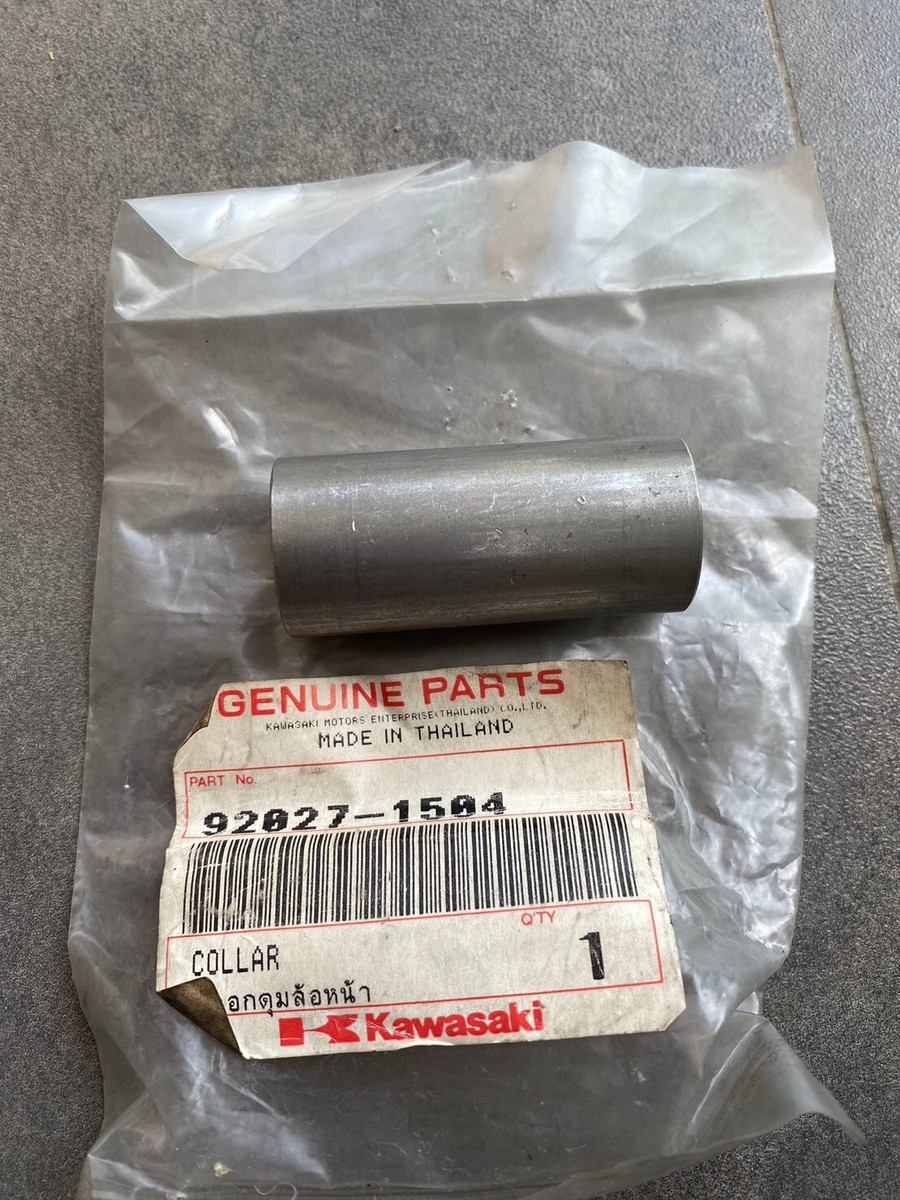 GENUINE PARTS
KAWASAKI MOTORS ENTERPRISE(THAILAND) CO.,LTD.
MADE IN THAILAND
PART No.
92027-1504
Q'TY
COLLAR 1
อกดุมล้อหน้า
Kawasaki